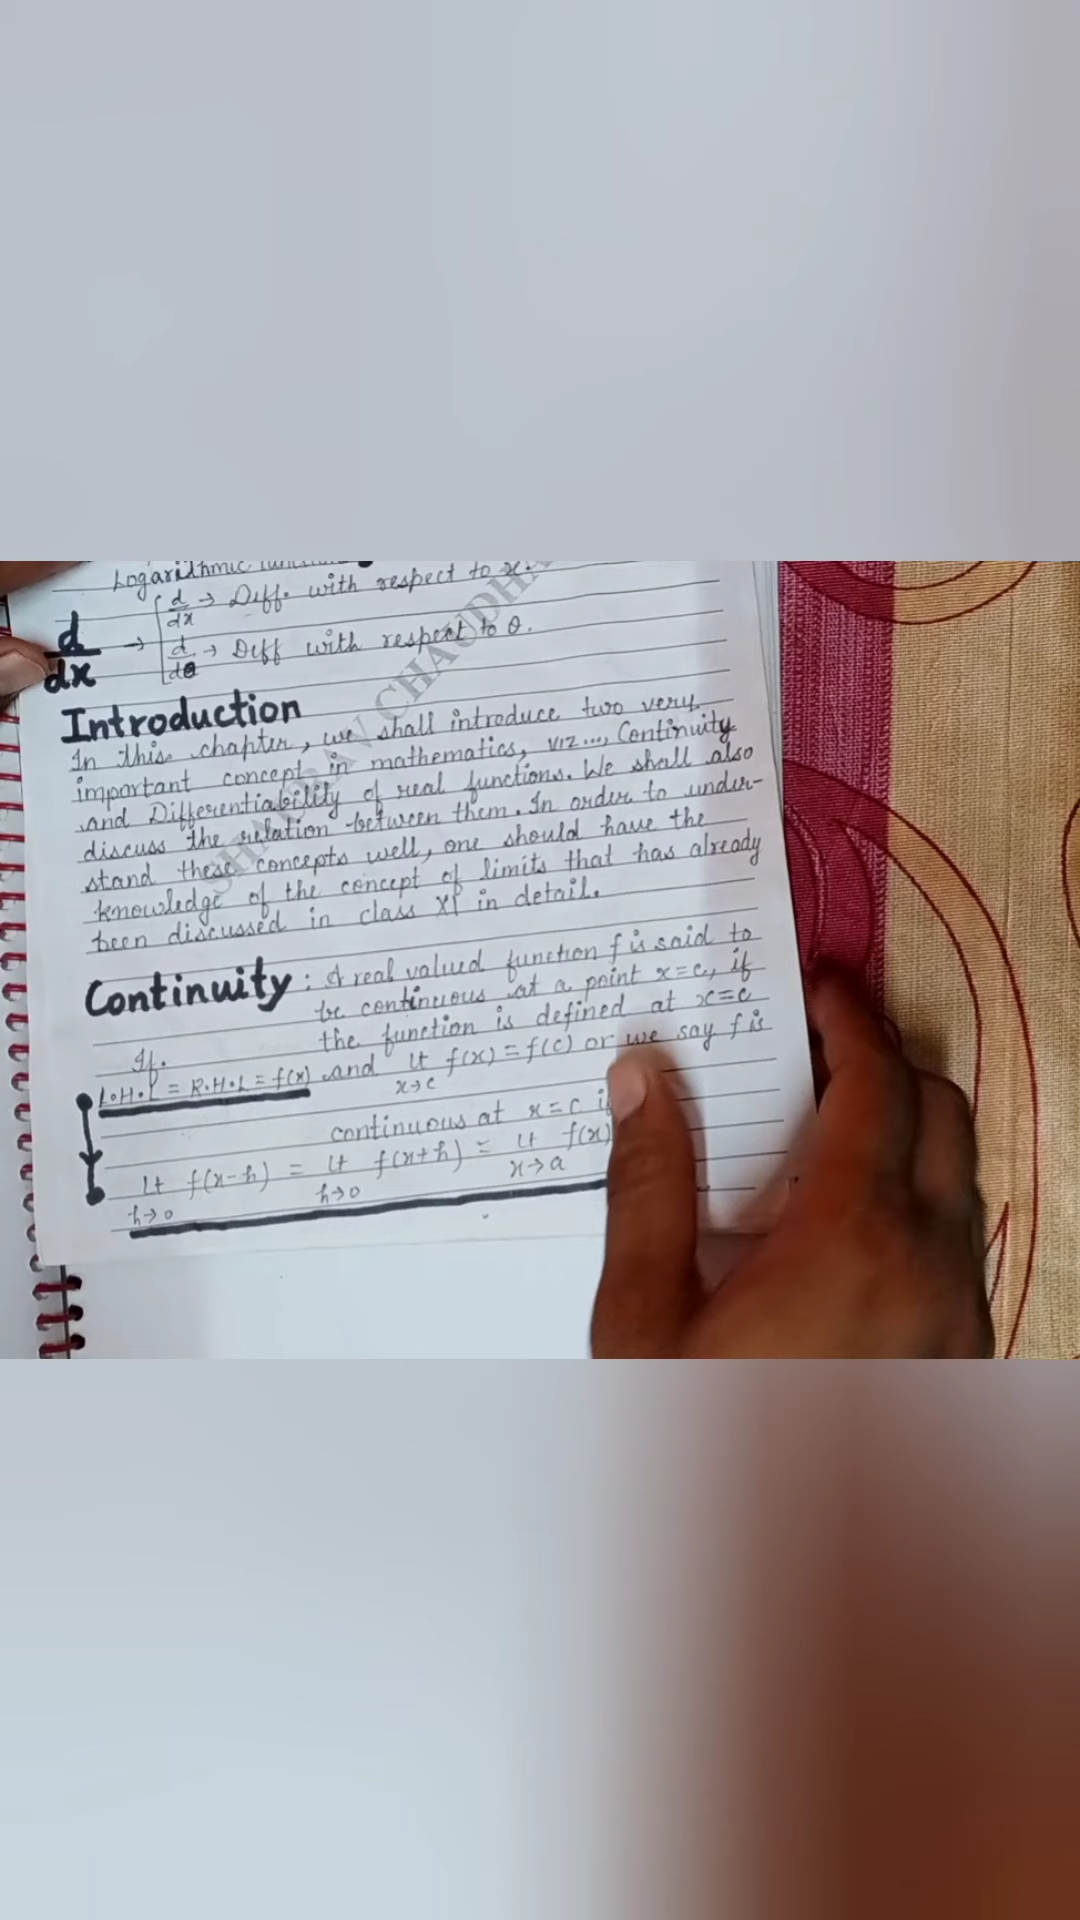 Logarithmic
d/dx → [ d/dx → Diff. with respect to x.
d/dθ → Diff with respect to θ.
Introduction
In this chapter, we shall introduce two very
important concept in mathematics, viz..., Continuity
and Differentiability of real functions. We shall also
discuss the relation between them. In order to under-
stand these concepts well, one should have the
knowledge of the concept of limits that has already
been discussed in class XI in detail.
Continuity : A real valued function f is said to
be continuous at a point x=c, if
the function is defined at x=c
If.
L.H.L = R.H.L = f(x) and lt x→c f(x) = f(c) or we say f is
continuous at x=c
lt h→0 f(x-h) = lt h→0 f(x+h) = lt x→a f(x)
SHAURAV CHAUDHA